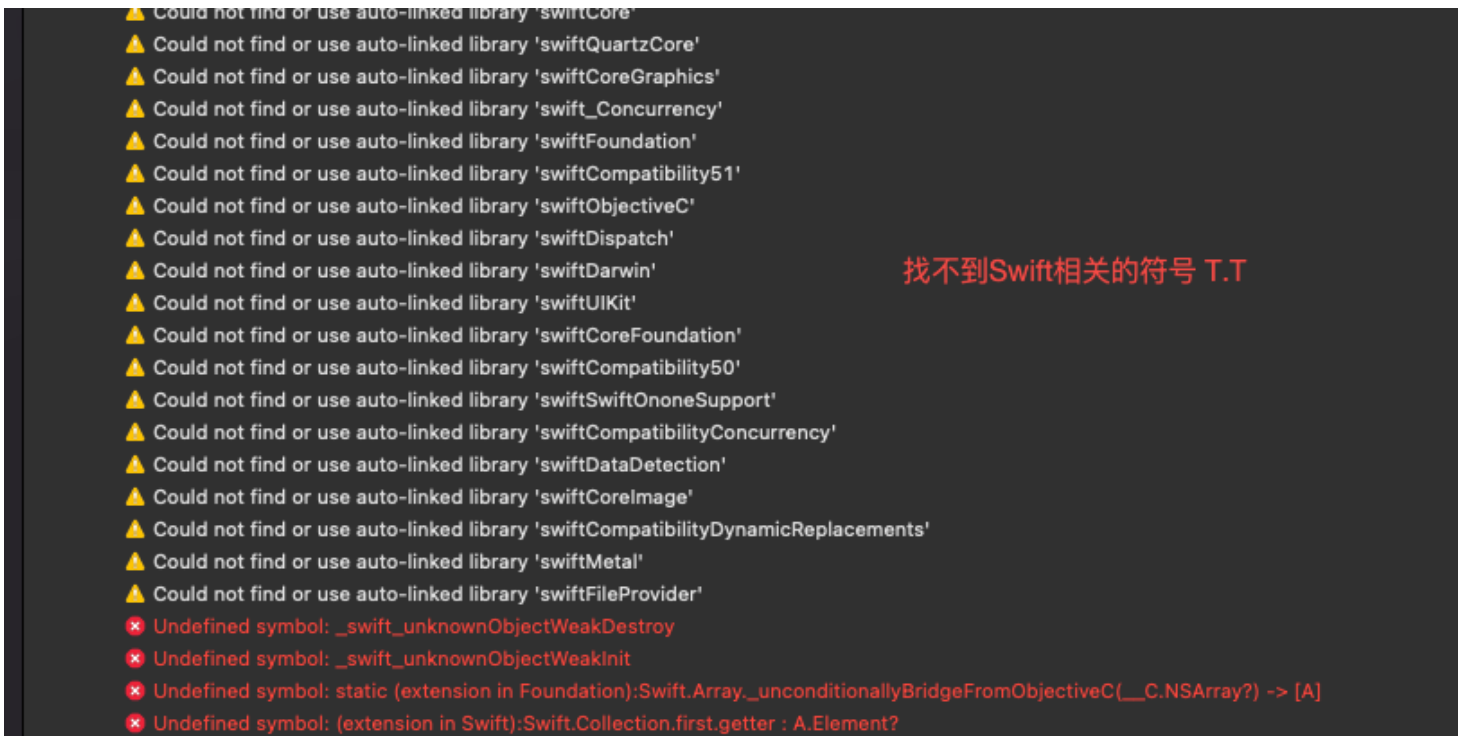 Could not find or use auto-linked library 'swiftCore'
Could not find or use auto-linked library 'swiftQuartzCore'
Could not find or use auto-linked library 'swiftCoreGraphics'
Could not find or use auto-linked library 'swift_Concurrency'
Could not find or use auto-linked library 'swiftFoundation'
Could not find or use auto-linked library 'swiftCompatibility51'
Could not find or use auto-linked library 'swiftObjectiveC'
Could not find or use auto-linked library 'swiftDispatch'
Could not find or use auto-linked library 'swiftDarwin'
找不到Swift相关的符号 T.T
Could not find or use auto-linked library 'swiftUIKit'
Could not find or use auto-linked library 'swiftCoreFoundation'
Could not find or use auto-linked library 'swiftCompatibility50'
Could not find or use auto-linked library 'swiftSwiftOnoneSupport'
Could not find or use auto-linked library 'swiftCompatibilityConcurrency'
Could not find or use auto-linked library 'swiftDataDetection'
Could not find or use auto-linked library 'swiftCoreImage'
Could not find or use auto-linked library 'swiftCompatibilityDynamicReplacements'
Could not find or use auto-linked library 'swiftMetal'
Could not find or use auto-linked library 'swiftFileProvider'
Undefined symbol: _swift_unknownObjectWeakDestroy
Undefined symbol: _swift_unknownObjectWeakInit
Undefined symbol: static (extension in Foundation):Swift.Array._unconditionallyBridgeFromObjectiveC(__C.NSArray?) -> [A]
Undefined symbol: (extension in Swift):Swift.Collection.first.getter : A.Element?